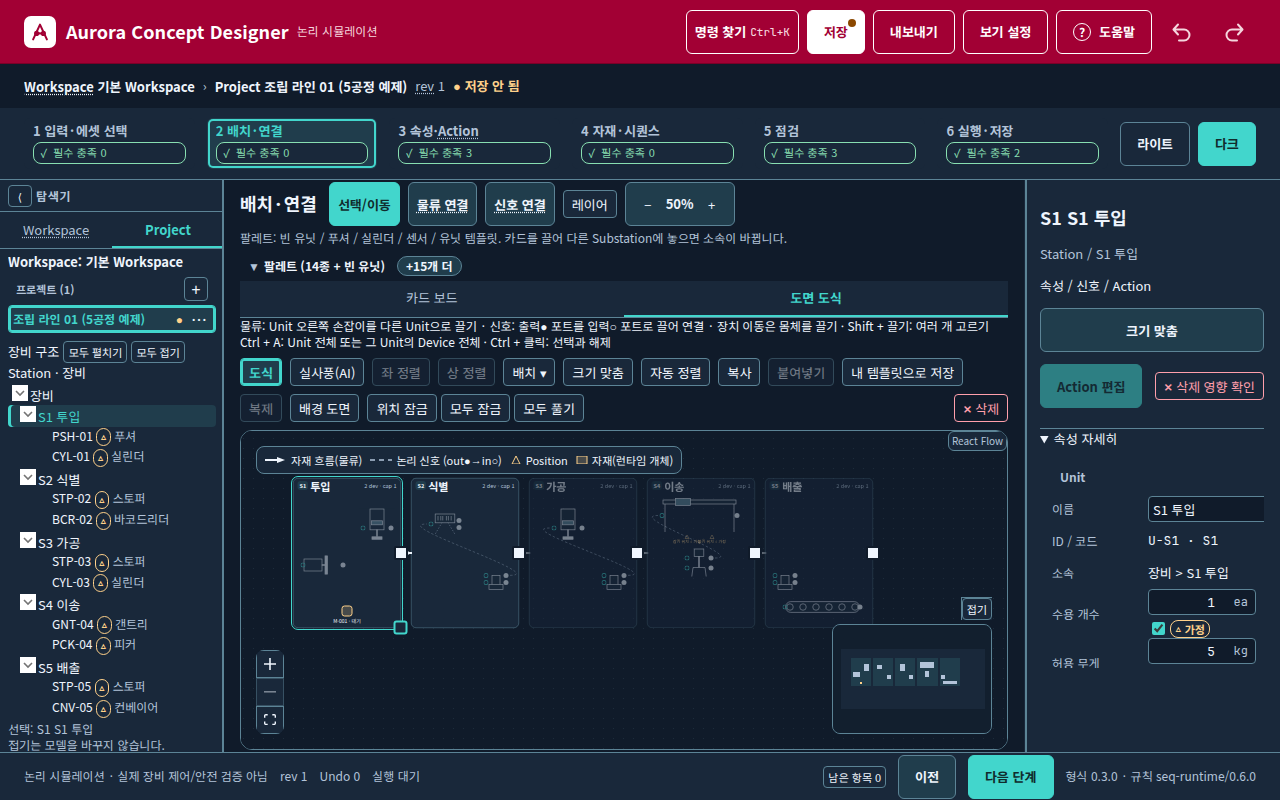 Aurora Concept Designer 논리 시뮬레이션
명령 찾기 Ctrl+K
저장
내보내기
보기 설정
? 도움말
Workspace 기본 Workspace › Project 조립 라인 01 (5공정 예제) rev 1 ● 저장 안 됨
1 입력·에셋 선택
✓ 필수 충족 0
2 배치·연결
✓ 필수 충족 0
3 속성·Action
✓ 필수 충족 3
4 자재·시퀀스
✓ 필수 충족 0
5 점검
✓ 필수 충족 3
6 실행·저장
✓ 필수 충족 2
라이트
다크
⟨ 탐색기
Workspace
Project
Workspace: 기본 Workspace
프로젝트 (1)
+
조립 라인 01 (5공정 예제) ● ···
장비 구조 모두 펼치기 모두 접기
Station · 장비
장비
S1 투입
PSH-01 푸셔
CYL-01 실린더
S2 식별
STP-02 스토퍼
BCR-02 바코드리더
S3 가공
STP-03 스토퍼
CYL-03 실린더
S4 이송
GNT-04 갠트리
PCK-04 피커
S5 배출
STP-05 스토퍼
CNV-05 컨베이어
선택: S1 S1 투입
접기는 모델을 바꾸지 않습니다.
배치·연결
선택/이동
물류 연결
신호 연결
레이어
− 50% +
팔레트: 빈 유닛 / 푸셔 / 실린더 / 센서 / 유닛 템플릿. 카드를 끌어 다른 Substation에 놓으면 소속이 바뀝니다.
▼ 팔레트 (14종 + 빈 유닛) +15개 더
카드 보드
도면 도식
물류: Unit 오른쪽 손잡이를 다른 Unit으로 끌기 · 신호: 출력● 포트를 입력○ 포트로 끌어 연결 · 장치 이동은 몸체를 끌기 · Shift + 끌기: 여러 개 고르기
Ctrl + A: Unit 전체 또는 그 Unit의 Device 전체 · Ctrl + 클릭: 선택과 해제
도식
실사풍(AI)
좌 정렬
상 정렬
배치 ▾
크기 맞춤
자동 정렬
복사
붙여넣기
내 템플릿으로 저장
복제
배경 도면
위치 잠금
모두 잠금
모두 풀기
× 삭제
React Flow
자재 흐름(물류) 논리 신호 (out●→in○) △ Position 자재(런타임 개체)
S1 투입 2 dev · cap 1
S2 식별 2 dev · cap 1
S3 가공 2 dev · cap 1
S4 이송 2 dev · cap 1
S5 배출 2 dev · cap 1
M-001 · 대기
접기
S1 S1 투입
Station / S1 투입
속성 / 신호 / Action
크기 맞춤
Action 편집
× 삭제 영향 확인
▼ 속성 자세히
Unit
이름 S1 투입
ID / 코드 U-S1 · S1
소속 장비 > S1 투입
수용 개수 1 ea
가정
허용 무게 5 kg
논리 시뮬레이션 · 실제 장비 제어/안전 검증 아님 rev 1 Undo 0 실행 대기
남은 항목 0
이전
다음 단계
형식 0.3.0 · 규칙 seq-runtime/0.6.0